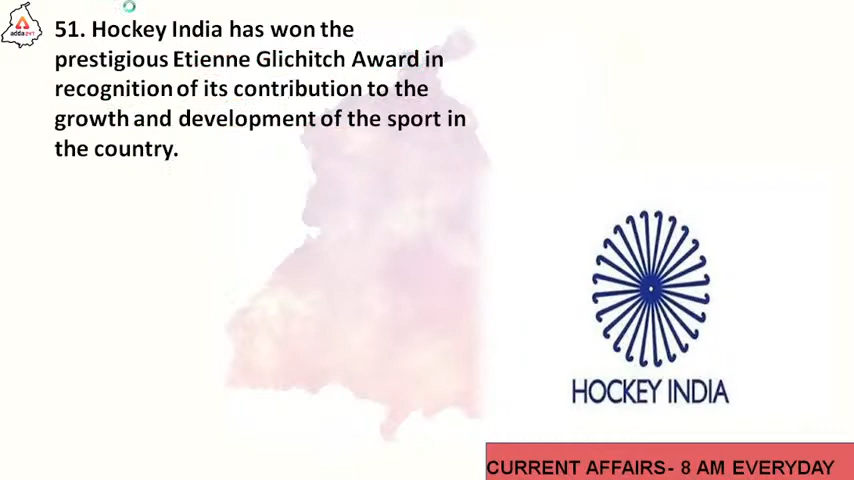 adda247
51. Hockey India has won the
prestigious Etienne Glichitch Award in
recognition of its contribution to the
growth and development of the sport in
the country.
HOCKEY INDIA
CURRENT AFFAIRS- 8 AM EVERYDAY